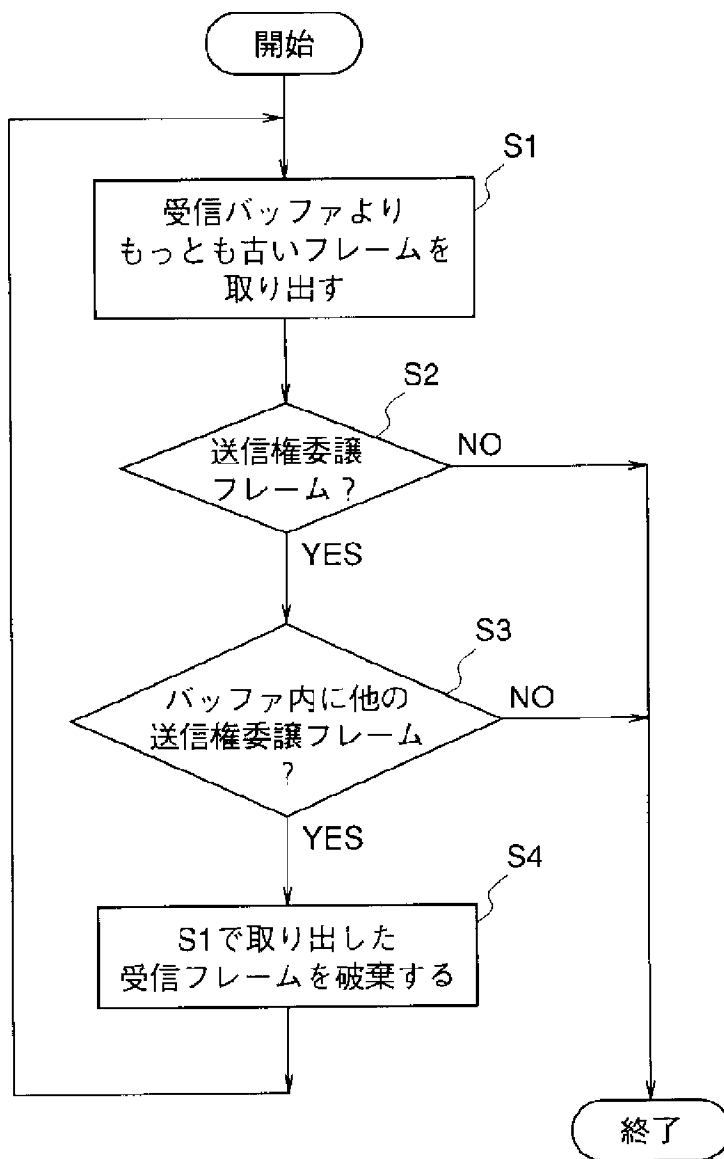 開始
S1
受信バッファより
もっとも古いフレームを
取り出す
S2
送信権委譲
フレーム？
NO
YES
S3
バッファ内に他の
送信権委譲フレーム
？
NO
YES
S4
S1で取り出した
受信フレームを破棄する
終了